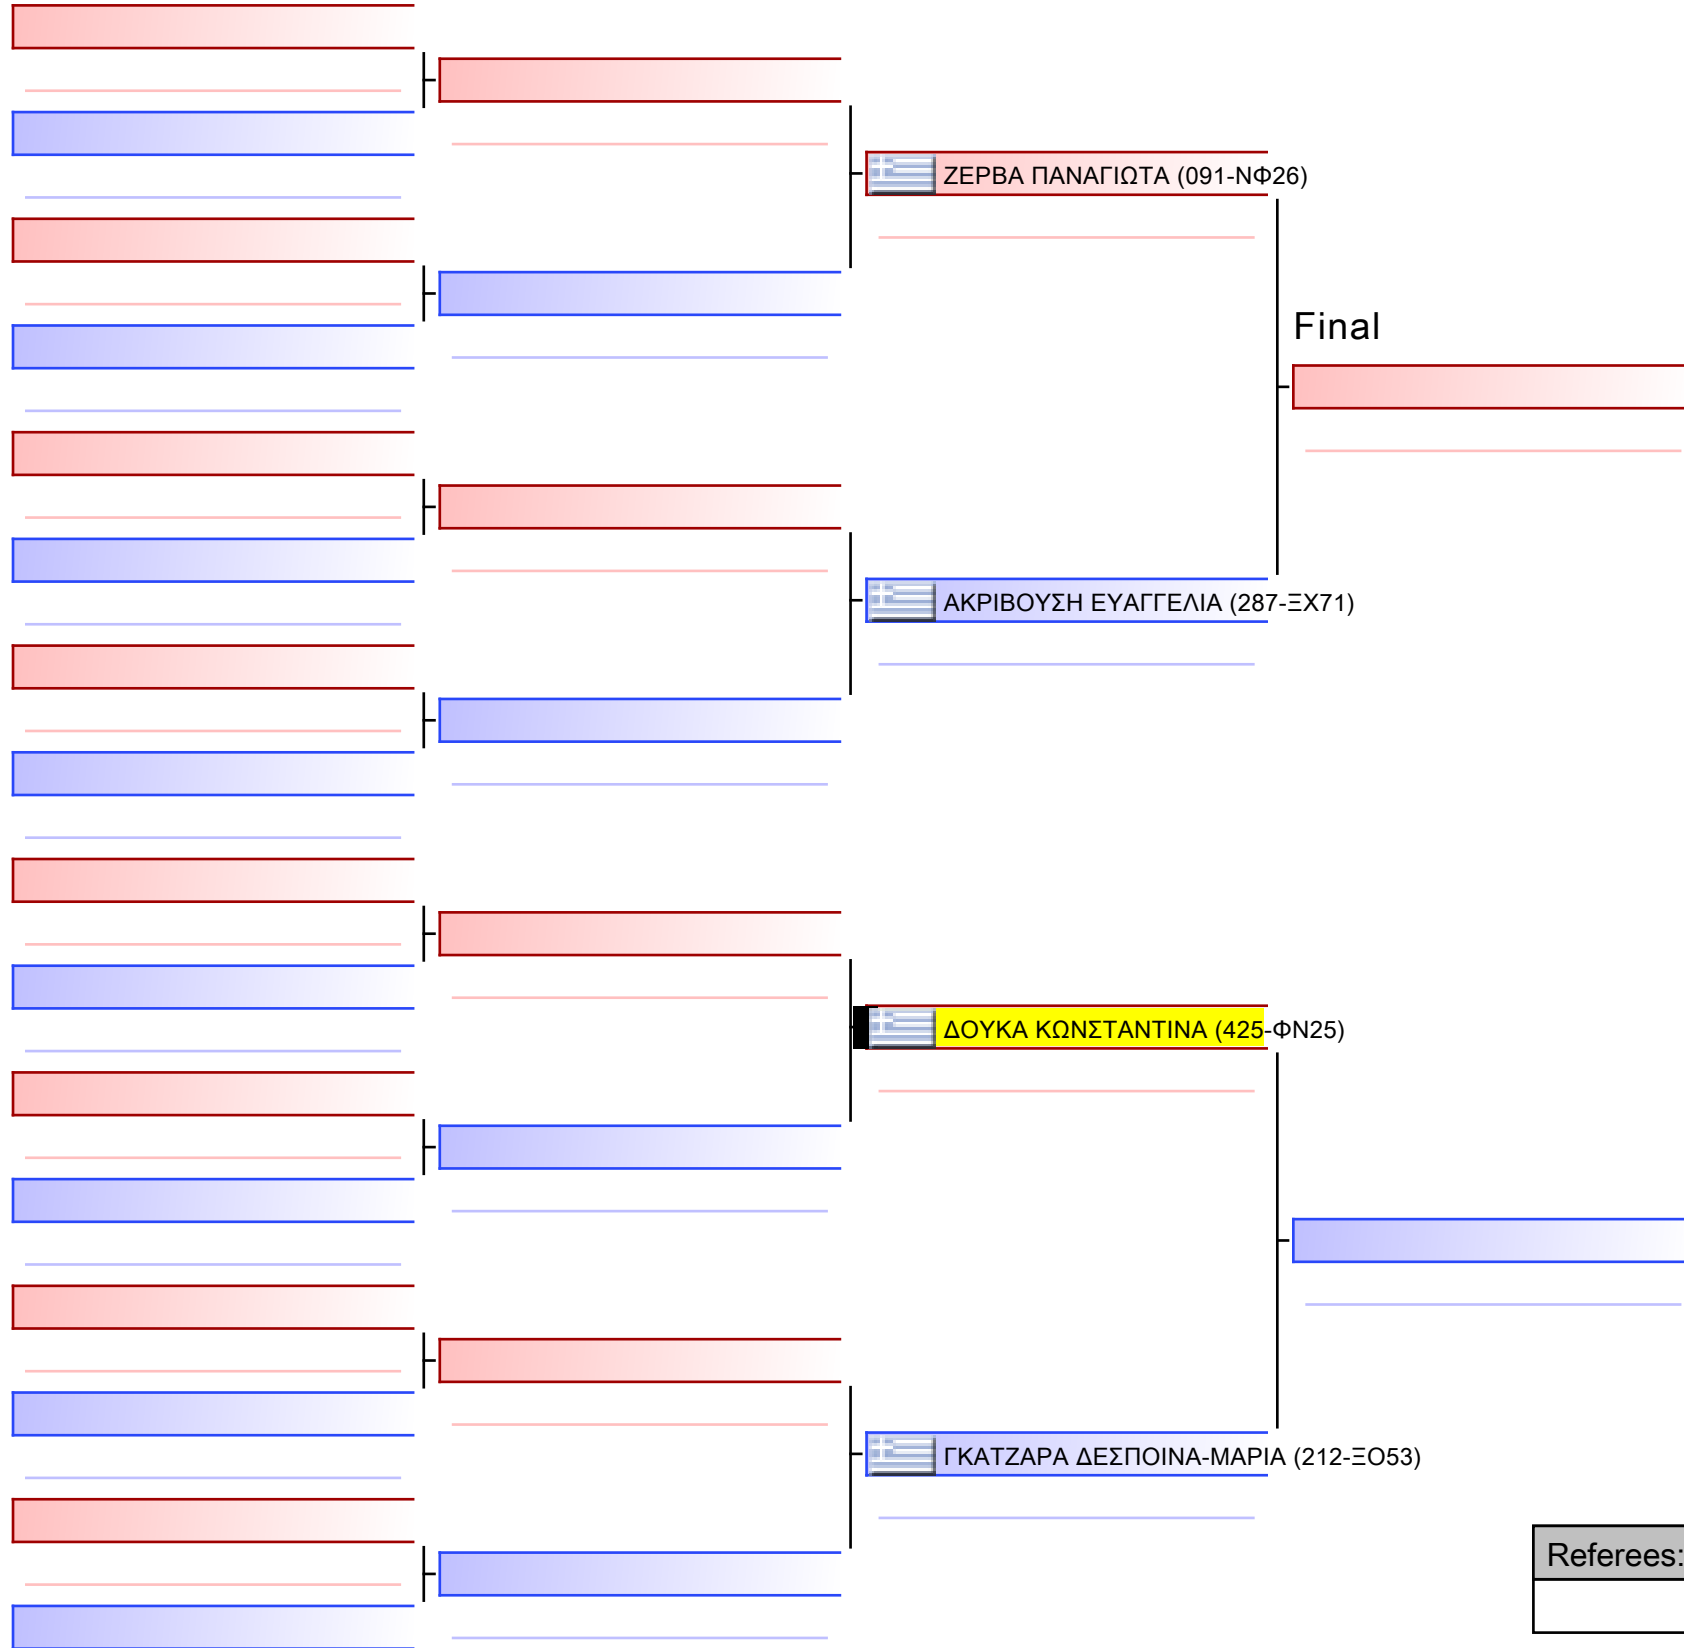 ΖΕΡΒΑ ΠΑΝΑΓΙΩΤΑ (091-ΝΦ26)
Final
ΑΚΡΙΒΟΥΣΗ ΕΥΑΓΓΕΛΙΑ (287-ΞΧ71)
ΔΟΥΚΑ ΚΩΝΣΤΑΝΤΙΝΑ (425-ΦΝ25)
ΓΚΑΤΖΑΡΑ ΔΕΣΠΟΙΝΑ-ΜΑΡΙΑ (212-ΞΟ53)
Referees: